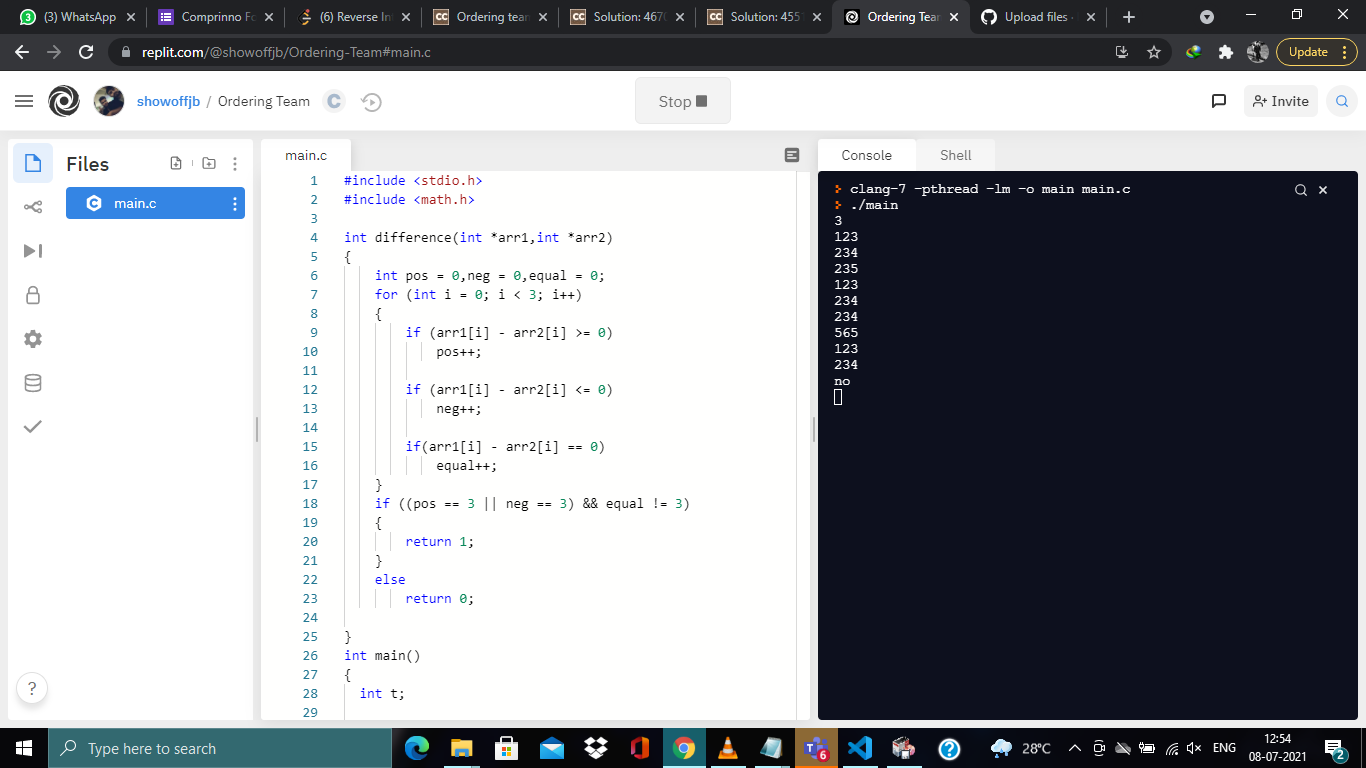 (3) WhatsApp
Comprinno Fo
(6) Reverse Int
Ordering team
Solution: 4670
Solution: 4551
Ordering Team
Upload files ·
replit.com/@showoffjb/Ordering-Team#main.c
Update
showoffjb / Ordering Team
C
Stop
Invite
Files
main.c
main.c
Console
Shell
1 #include <stdio.h>
2 #include <math.h>
3
4 int difference(int *arr1,int *arr2)
5 {
6 int pos = 0,neg = 0,equal = 0;
7 for (int i = 0; i < 3; i++)
8 {
9 if (arr1[i] - arr2[i] >= 0)
10 pos++;
11
12 if (arr1[i] - arr2[i] <= 0)
13 neg++;
14
15 if(arr1[i] - arr2[i] == 0)
16 equal++;
17 }
18 if ((pos == 3 || neg == 3) && equal != 3)
19 {
20 return 1;
21 }
22 else
23 return 0;
24
25 }
26 int main()
27 {
28 int t;
29
clang-7 -pthread -lm -o main main.c
./main
3
123
234
235
123
234
234
565
123
234
no
?
Type here to search
6
28°C
ENG
12:54
08-07-2021
2